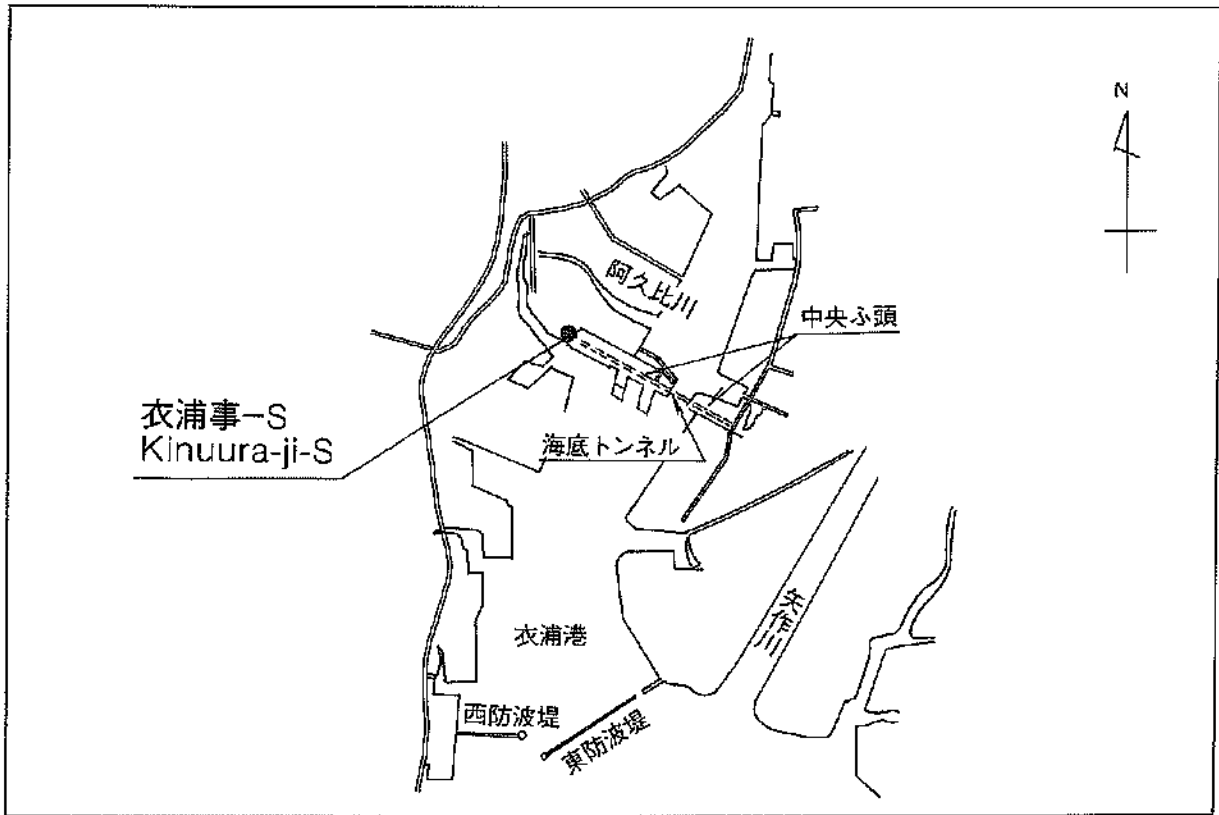 N
阿久比川
中央ふ頭
衣浦事-S
Kinuura-ji-S
海底トンネル
矢作川
衣浦港
西防波堤
東防波堤